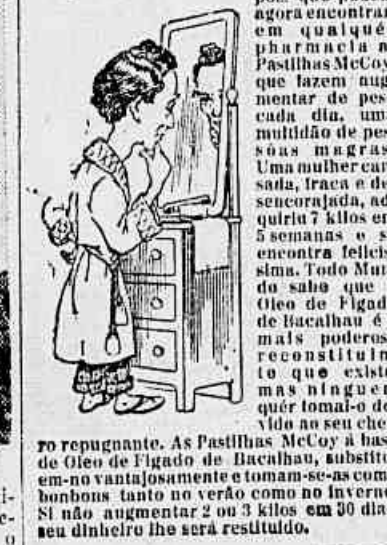 agora encontrar
em qualqué
pharmacia a
Pastilhas McCoy
que fazem aug
mentar de pes
cada dia. um
multidão de pes
sôas magras
Uma mulher can
sada, fraca e de
sencorajada, ad
quiriu 7 kilos em
5 semanas e s
encontra felicis
sima. Todo Mun
do sabe que
Oleo de Figado
de Bacalhau é
mais poderos
reconstituin
te que existe
mas ninguem
quér tomal-o de
vido ao seu chei
ro repugnante. As Pastilhas McCoy á bas
de Oleo de Figado de Bacalhau, substitu
em-no vantajosamente e tomam-se-as com
bonbons tanto no verão como no inverno
Si não augmentar 2 ou 3 kilos em 30 dia
seu dinheiro lhe será restituido.